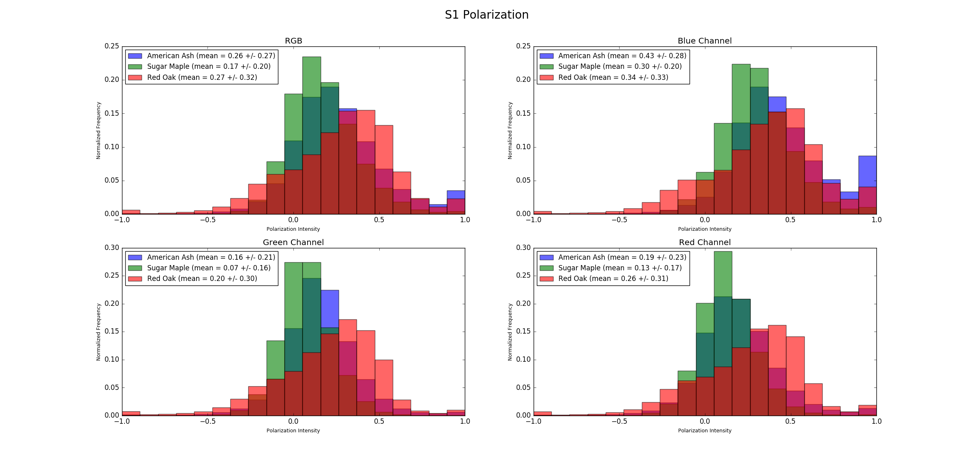 S1 Polarization
RGB
American Ash (mean = 0.26 +/- 0.27)
Sugar Maple (mean = 0.17 +/- 0.20)
Red Oak (mean = 0.27 +/- 0.32)
Normalized Frequency
0.25
0.20
0.15
0.10
0.05
0.00
−1.0 −0.5 0.0 0.5 1.0
Polarization Intensity
Blue Channel
American Ash (mean = 0.43 +/- 0.28)
Sugar Maple (mean = 0.30 +/- 0.20)
Red Oak (mean = 0.34 +/- 0.33)
Normalized Frequency
0.25
0.20
0.15
0.10
0.05
0.00
−1.0 −0.5 0.0 0.5 1.0
Polarization Intensity
Green Channel
American Ash (mean = 0.16 +/- 0.21)
Sugar Maple (mean = 0.07 +/- 0.16)
Red Oak (mean = 0.20 +/- 0.30)
Normalized Frequency
0.30
0.25
0.20
0.15
0.10
0.05
0.00
−1.0 −0.5 0.0 0.5 1.0
Polarization Intensity
Red Channel
American Ash (mean = 0.19 +/- 0.23)
Sugar Maple (mean = 0.13 +/- 0.17)
Red Oak (mean = 0.26 +/- 0.31)
Normalized Frequency
0.30
0.25
0.20
0.15
0.10
0.05
0.00
−1.0 −0.5 0.0 0.5 1.0
Polarization Intensity